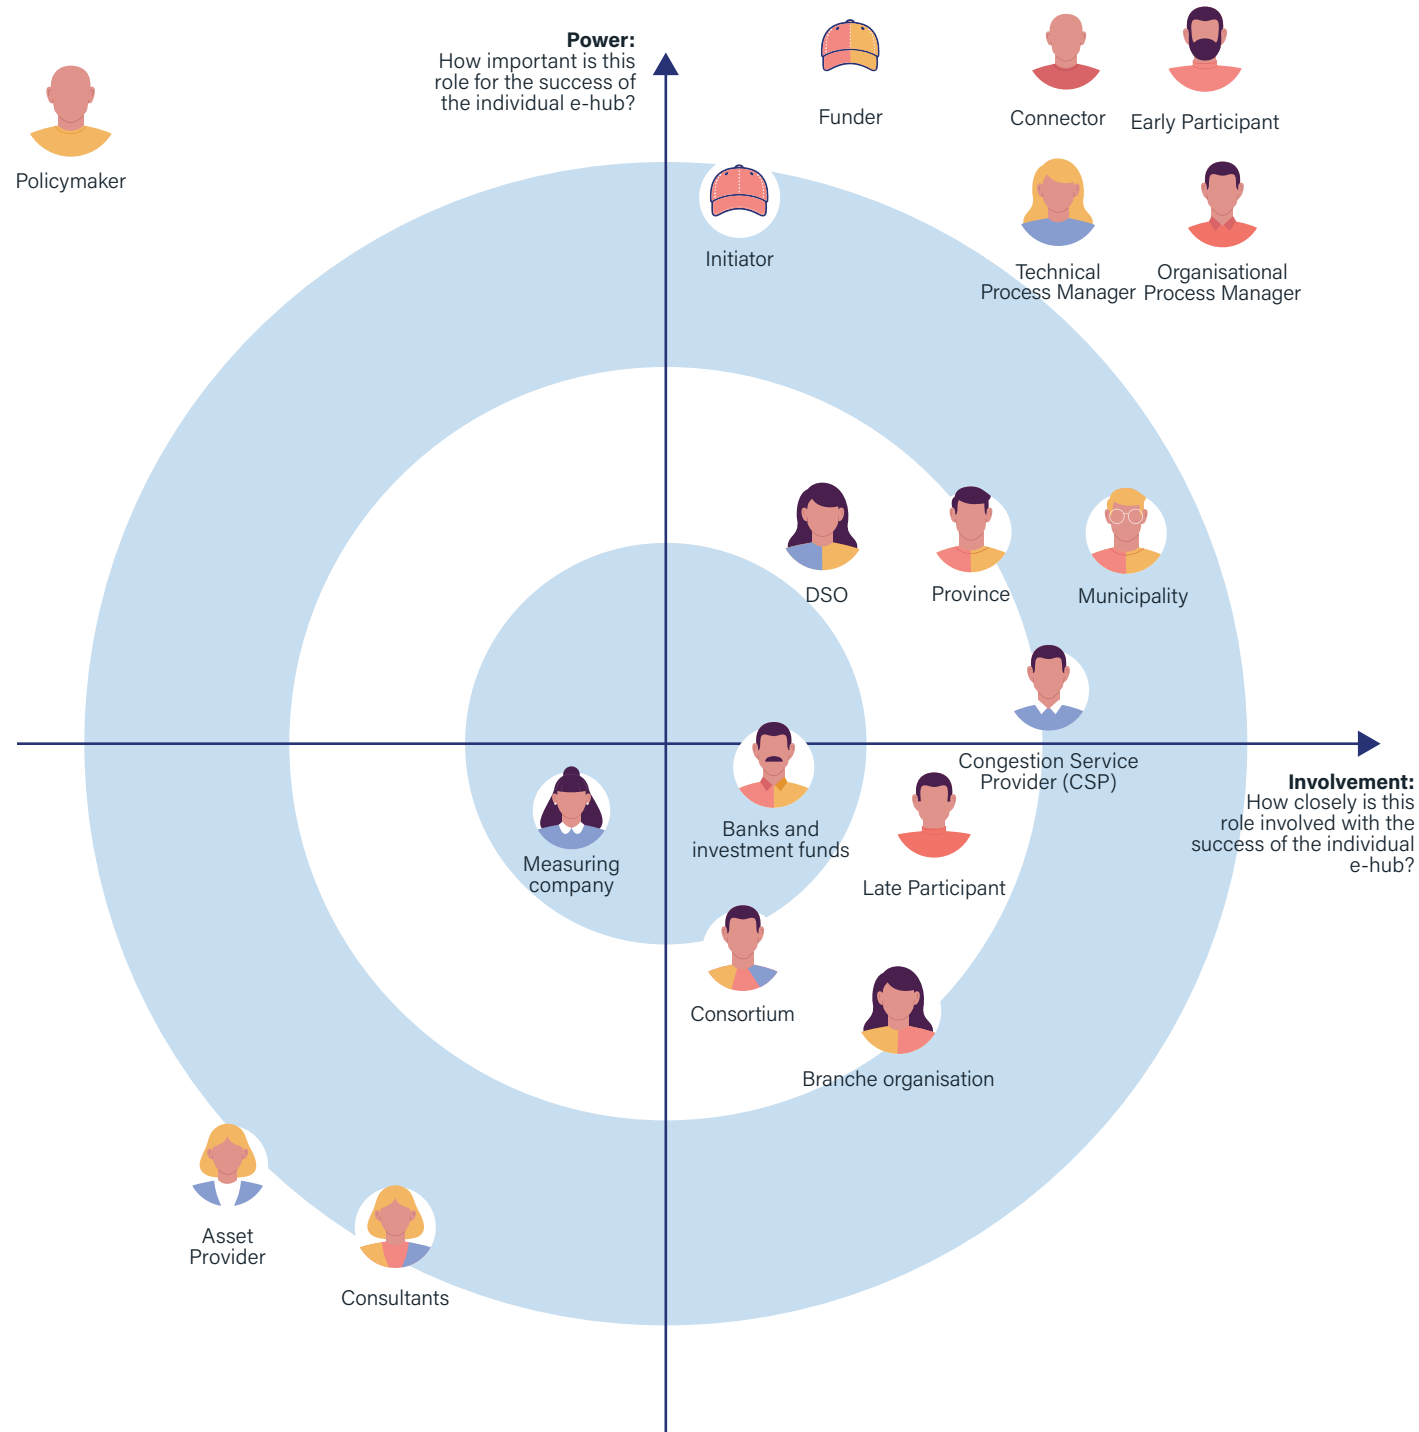 Power:
How important is this
role for the success of
the individual e-hub?
Funder
Connector
Early Participant
Policymaker
Initiator
Technical
Process Manager
Organisational
Process Manager
DSO
Province
Municipality
Congestion Service
Provider (CSP)
Involvement:
How closely is this
role involved with the
success of the individual
e-hub?
Banks and
investment funds
Measuring
company
Late Participant
Consortium
Branche organisation
Asset
Provider
Consultants